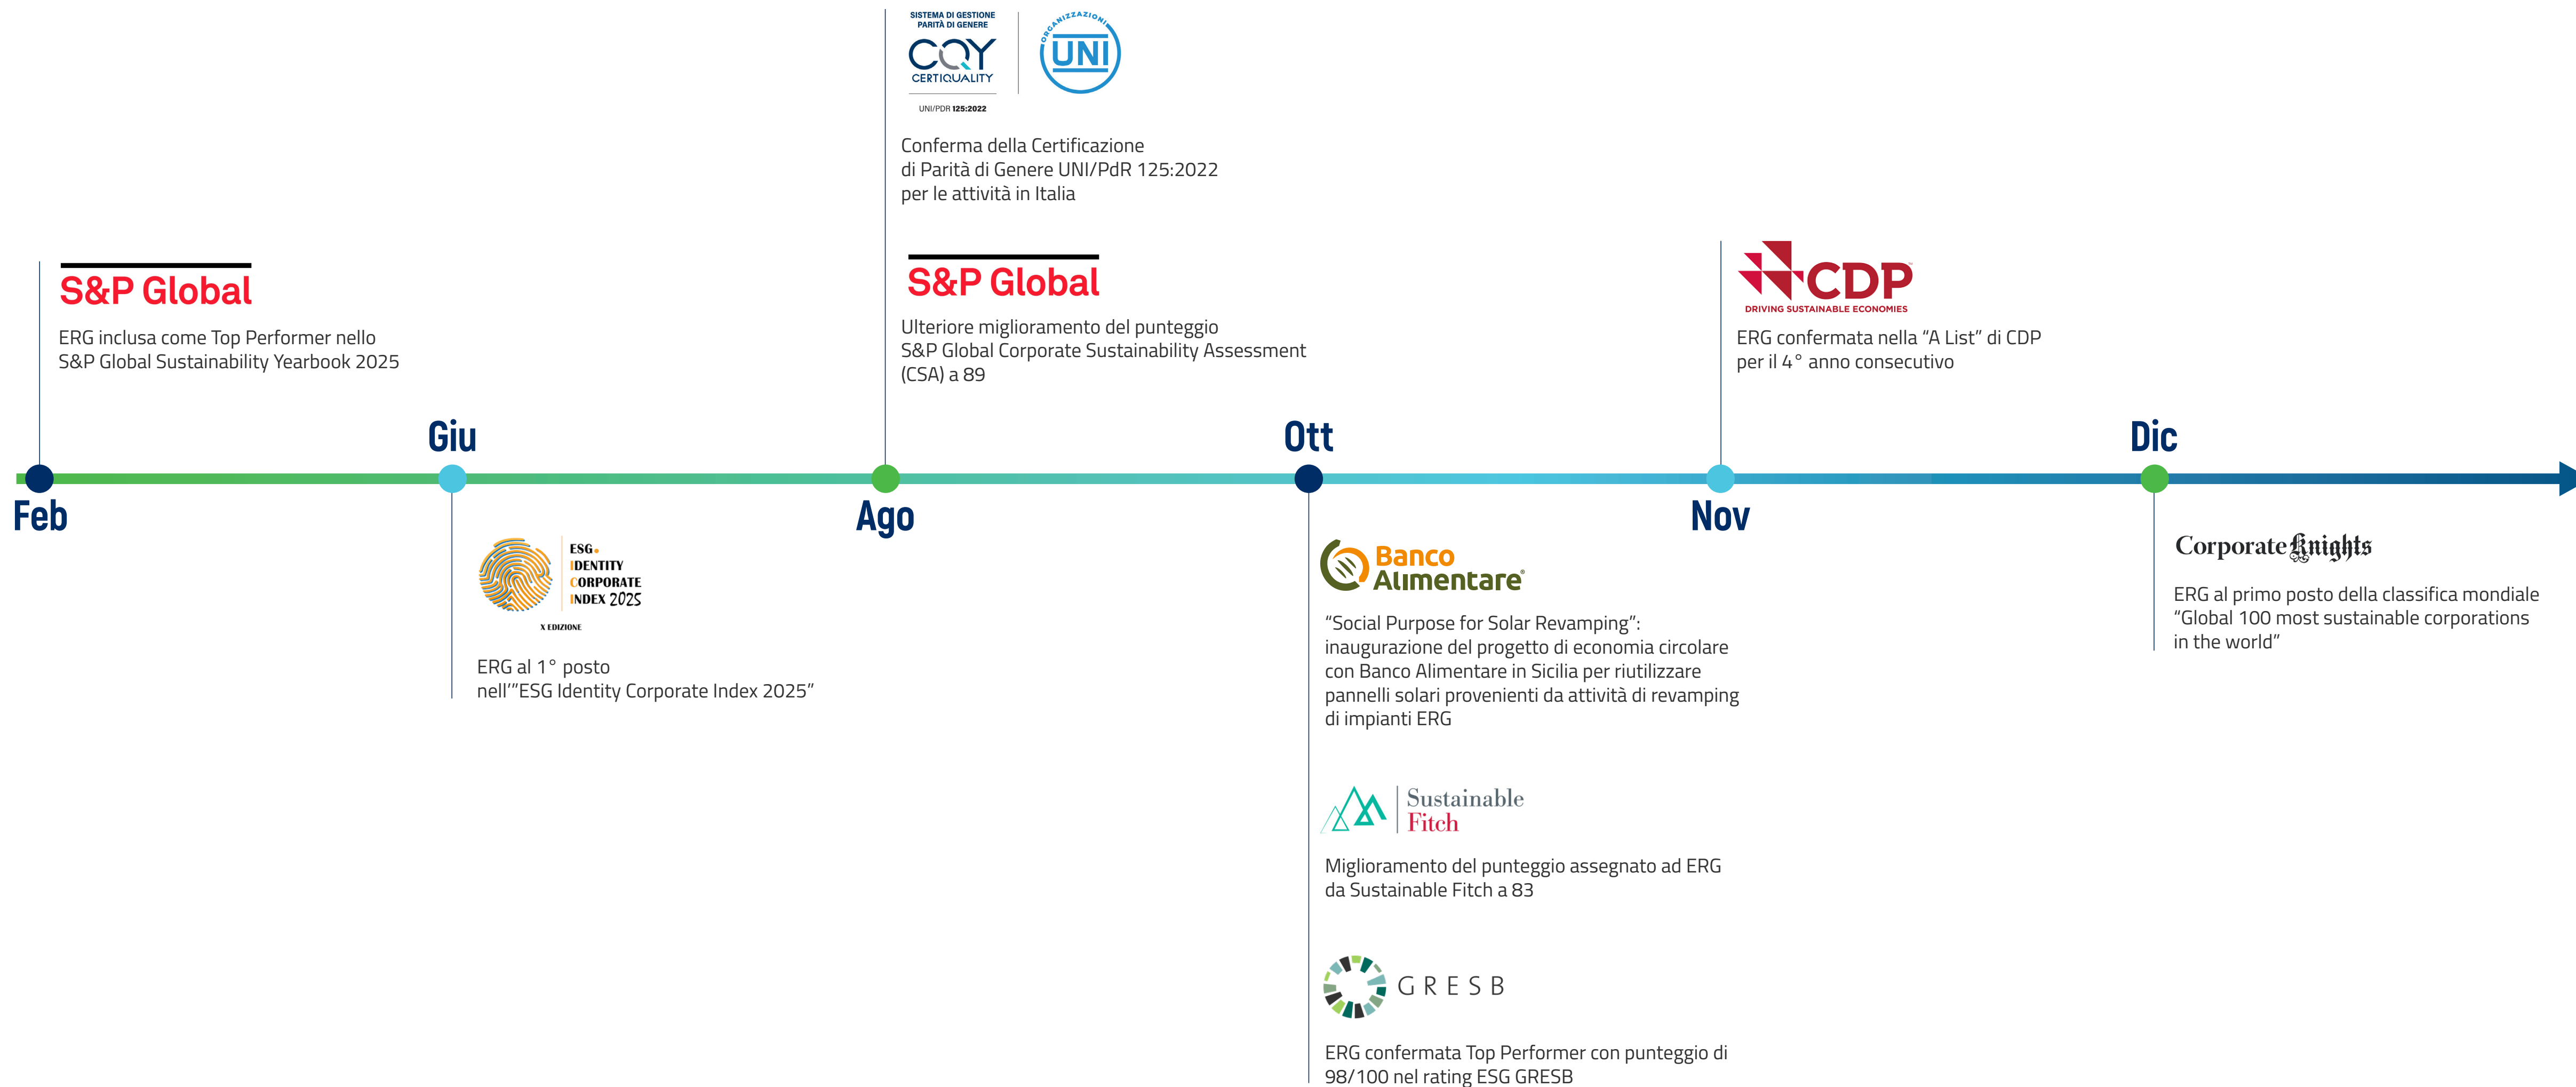 SISTEMA DI GESTIONE
PARITÀ DI GENERE
CQY
CERTIQUALITY
UNI/PDR 125:2022
ORGANIZZAZIONI
UNI
Conferma della Certificazione
di Parità di Genere UNI/PdR 125:2022
per le attività in Italia
S&P Global
ERG inclusa come Top Performer nello
S&P Global Sustainability Yearbook 2025
S&P Global
Ulteriore miglioramento del punteggio
S&P Global Corporate Sustainability Assessment
(CSA) a 89
CDP
DRIVING SUSTAINABLE ECONOMIES
ERG confermata nella “A List” di CDP
per il 4° anno consecutivo
Feb
Giu
Ago
Ott
Nov
Dic
ESG.
IDENTITY
CORPORATE
INDEX 2025
X EDIZIONE
ERG al 1° posto
nell’”ESG Identity Corporate Index 2025”
Banco
Alimentare®
“Social Purpose for Solar Revamping”:
inaugurazione del progetto di economia circolare
con Banco Alimentare in Sicilia per riutilizzare
pannelli solari provenienti da attività di revamping
di impianti ERG
Sustainable
Fitch
Miglioramento del punteggio assegnato ad ERG
da Sustainable Fitch a 83
GRESB
ERG confermata Top Performer con punteggio di
98/100 nel rating ESG GRESB
Corporate Knights
ERG al primo posto della classifica mondiale
“Global 100 most sustainable corporations
in the world”